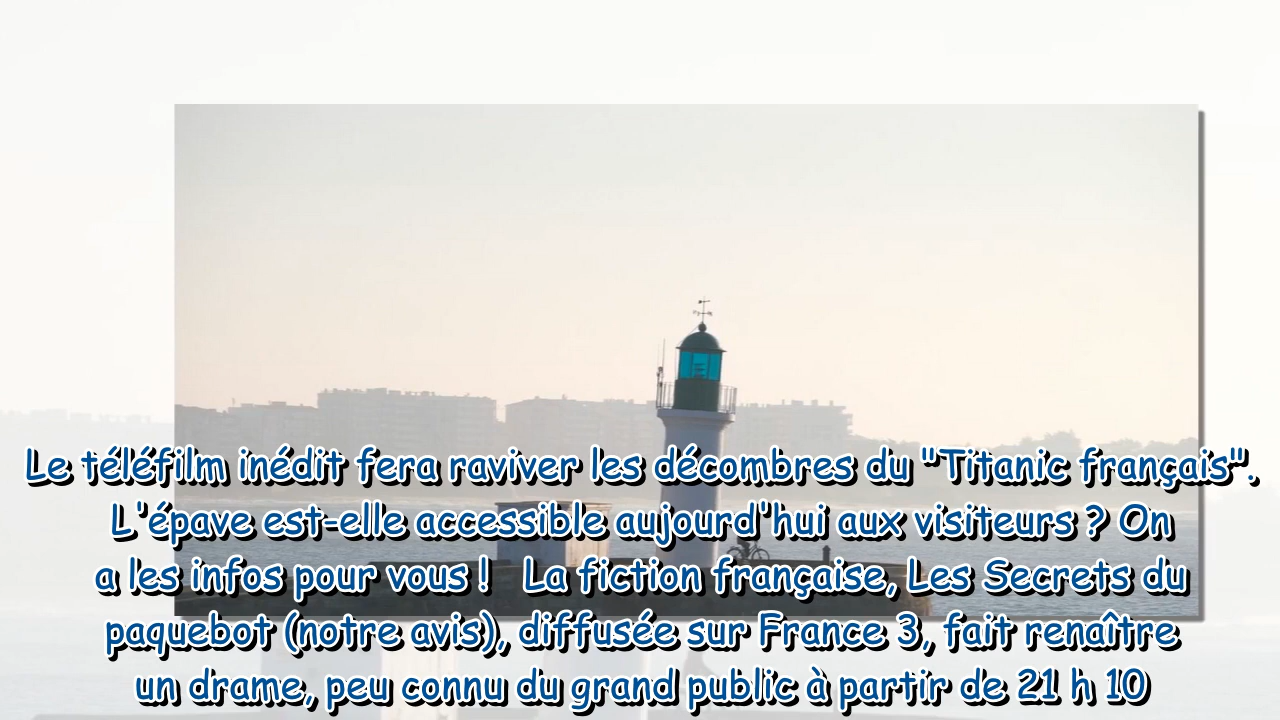 Le téléfilm inédit fera raviver les décombres du "Titanic français".
L'épave est-elle accessible aujourd'hui aux visiteurs ? On
a les infos pour vous !   La fiction française, Les Secrets du
paquebot (notre avis), diffusée sur France 3, fait renaître
un drame, peu connu du grand public à partir de 21 h 10